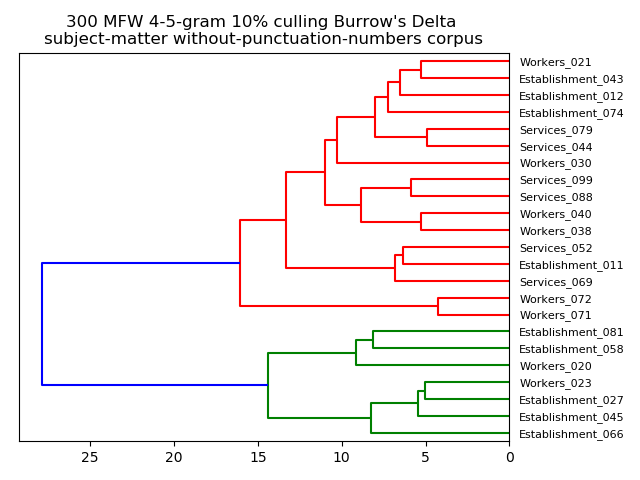 300 MFW 4-5-gram 10% culling Burrow's Delta
subject-matter without-punctuation-numbers corpus
Workers_021
Establishment_043
Establishment_012
Establishment_074
Services_079
Services_044
Workers_030
Services_099
Services_088
Workers_040
Workers_038
Services_052
Establishment_011
Services_069
Workers_072
Workers_071
Establishment_081
Establishment_058
Workers_020
Workers_023
Establishment_027
Establishment_045
Establishment_066
25 20 15 10 5 0